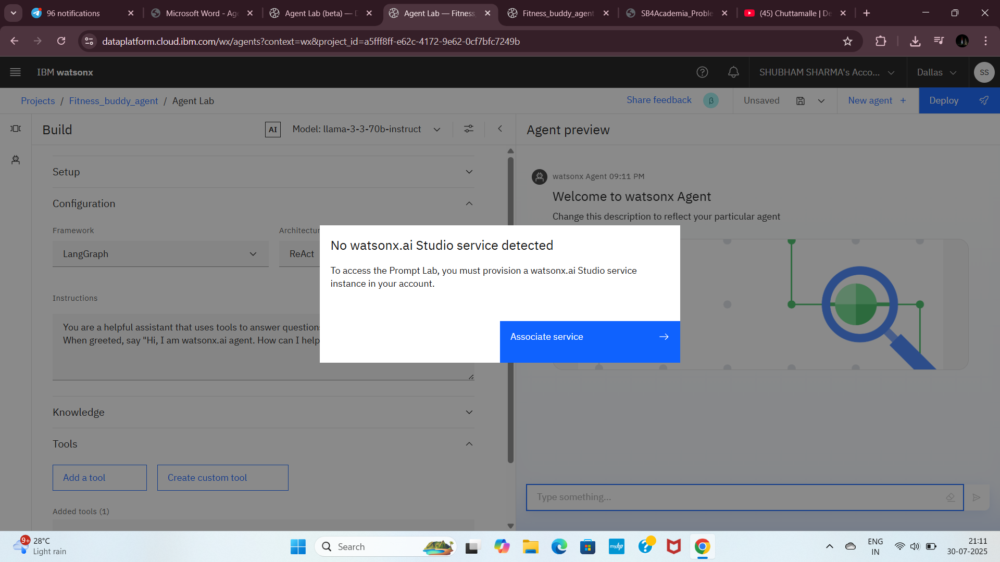 96 notifications
Microsoft Word - Age
Agent Lab (beta) — D
Agent Lab — Fitness_
Fitness_buddy_agent
SB4Academia_Proble
(45) Chuttamalle | De
dataplatform.cloud.ibm.com/wx/agents?context=wx&project_id=a5fff8ff-e62c-4172-9e62-0cf7bfc7249b
IBM watsonx
SHUBHAM SHARMA's Acco...
Dallas
SS
Projects / Fitness_buddy_agent / Agent Lab
Share feedback
β
Unsaved
New agent +
Deploy
Build
AI
Model: llama-3-3-70b-instruct
Agent preview
Setup
Configuration
Framework
Architectur
LangGraph
ReAct
Instructions
You are a helpful assistant that uses tools to answer question
When greeted, say "Hi, I am watsonx.ai agent. How can I help
Knowledge
Tools
Add a tool
Create custom tool
Added tools (1)
watsonx Agent 09:11 PM
Welcome to watsonx Agent
Change this description to reflect your particular agent
No watsonx.ai Studio service detected
To access the Prompt Lab, you must provision a watsonx.ai Studio service
instance in your account.
Associate service
Type something...
9+
28°C
Light rain
Search
myhp
ENG
IN
21:11
30-07-2025